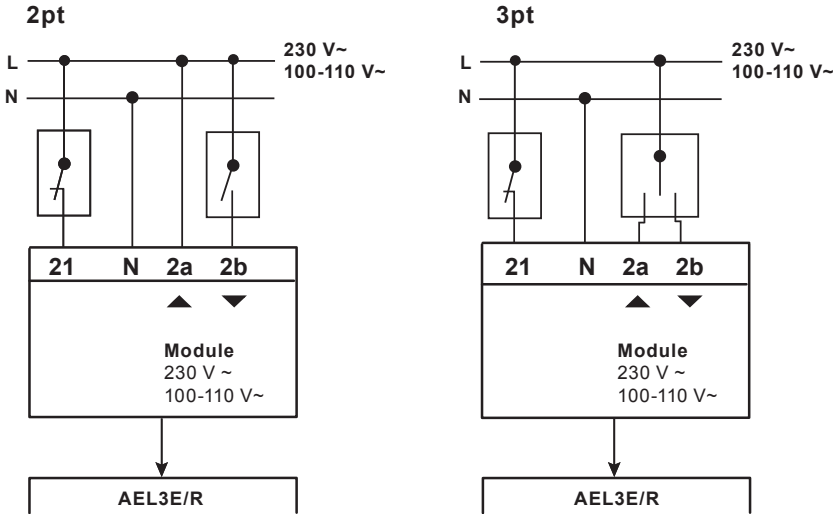 2pt
L
N
230 V~
100-110 V~
21 N 2a 2b
Module
230 V ~
100-110 V~
AEL3E/R
3pt
L
N
230 V~
100-110 V~
21 N 2a 2b
Module
230 V ~
100-110 V~
AEL3E/R